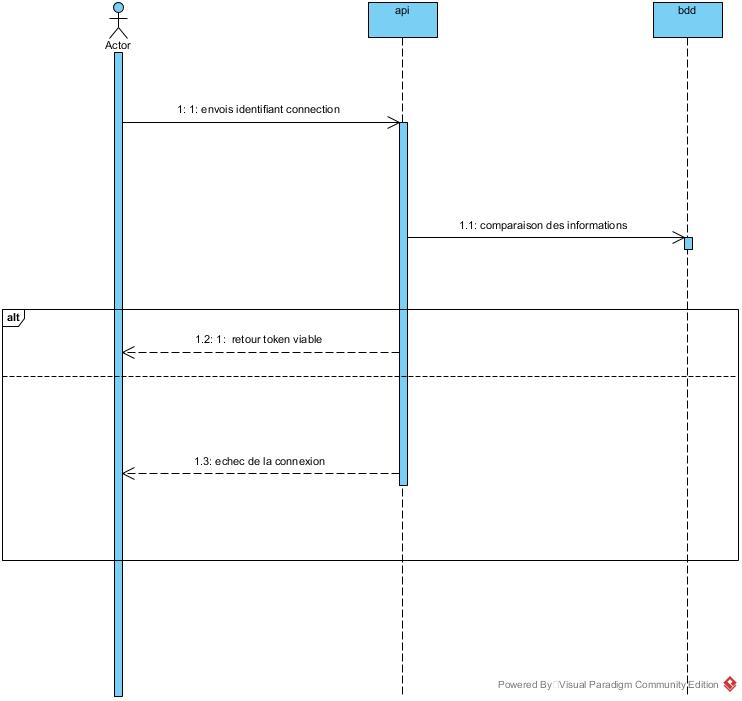 api
bdd
Actor
1: 1: envois identifiant connection
1.1: comparaison des informations
alt
1.2: 1:  retour token viable
1.3: echec de la connexion
Powered By Visual Paradigm Community Edition